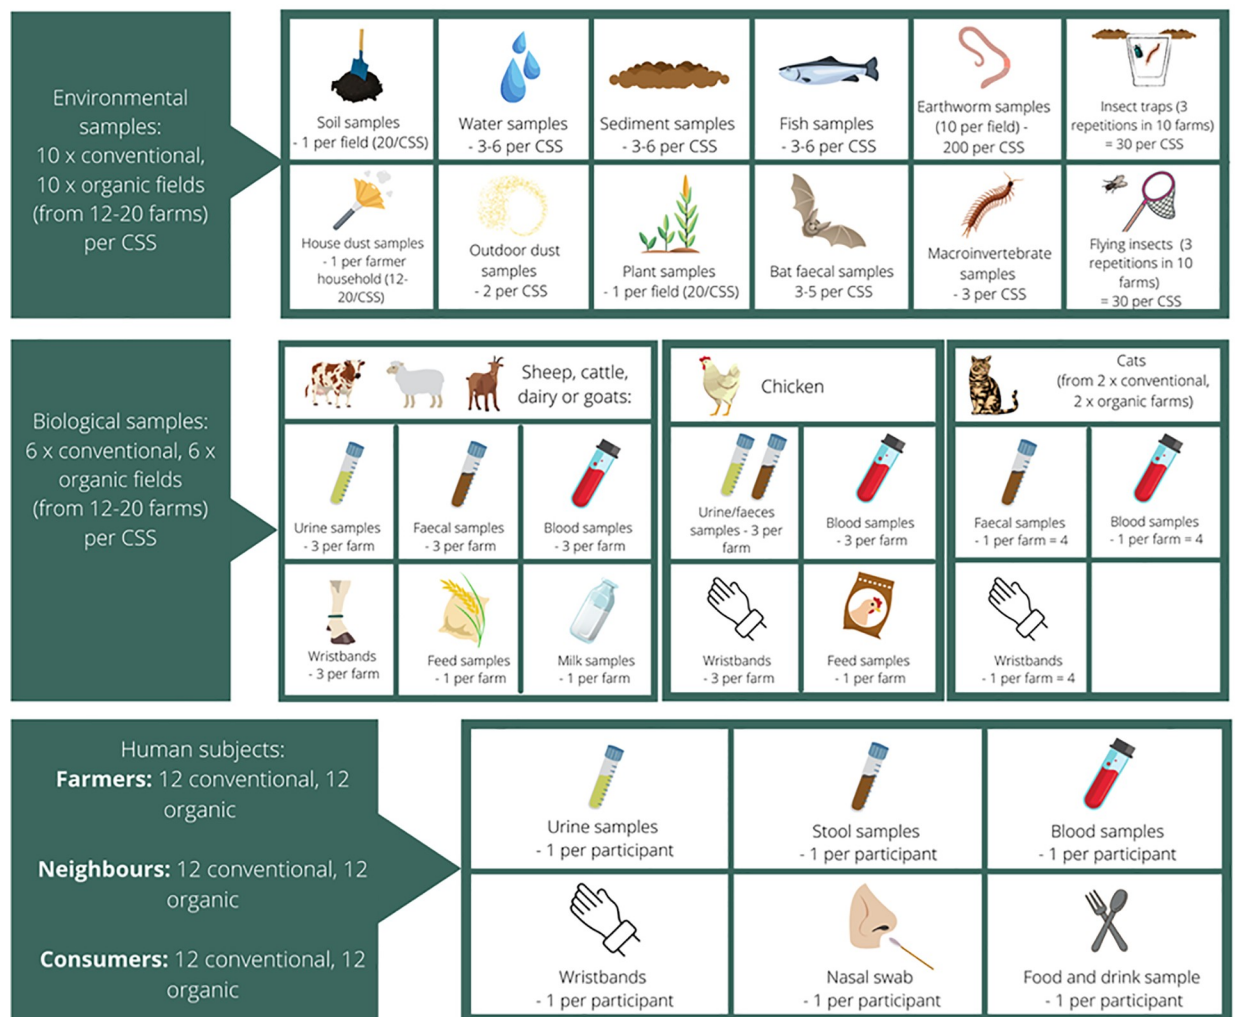 Environmental
samples:
10 x conventional,
10 x organic fields
(from 12-20 farms)
per CSS
Soil samples
- 1 per field (20/CSS)
Water samples
- 3-6 per CSS
Sediment samples
- 3-6 per CSS
Fish samples
- 3-6 per CSS
Earthworm samples
(10 per field) -
200 per CSS
Insect traps (3
repetitions in 10 farms)
= 30 per CSS
House dust samples
- 1 per farmer
household (12-
20/CSS)
Outdoor dust
samples
- 2 per CSS
Plant samples
- 1 per field (20/CSS)
Bat faecal samples
3-5 per CSS
Macroinvertebrate
samples
- 3 per CSS
Flying insects (3
repetitions in 10
farms)
= 30 per CSS
Biological samples:
6 x conventional, 6 x
organic fields
(from 12-20 farms)
per CSS
Sheep, cattle,
dairy or goats:
Urine samples
- 3 per farm
Faecal samples
- 3 per farm
Blood samples
- 3 per farm
Wristbands
- 3 per farm
Feed samples
- 1 per farm
Milk samples
- 1 per farm
Chicken
Urine/faeces
samples - 3 per
farm
Blood samples
- 3 per farm
Wristbands
- 3 per farm
Feed samples
- 1 per farm
Cats
(from 2 x conventional,
2 x organic farms)
Faecal samples
- 1 per farm = 4
Blood samples
- 1 per farm = 4
Wristbands
- 1 per farm = 4
Human subjects:
Farmers: 12 conventional, 12
organic
Neighbours: 12 conventional, 12
organic
Consumers: 12 conventional, 12
organic
Urine samples
- 1 per participant
Stool samples
- 1 per participant
Blood samples
- 1 per participant
Wristbands
- 1 per participant
Nasal swab
- 1 per participant
Food and drink sample
- 1 per participant